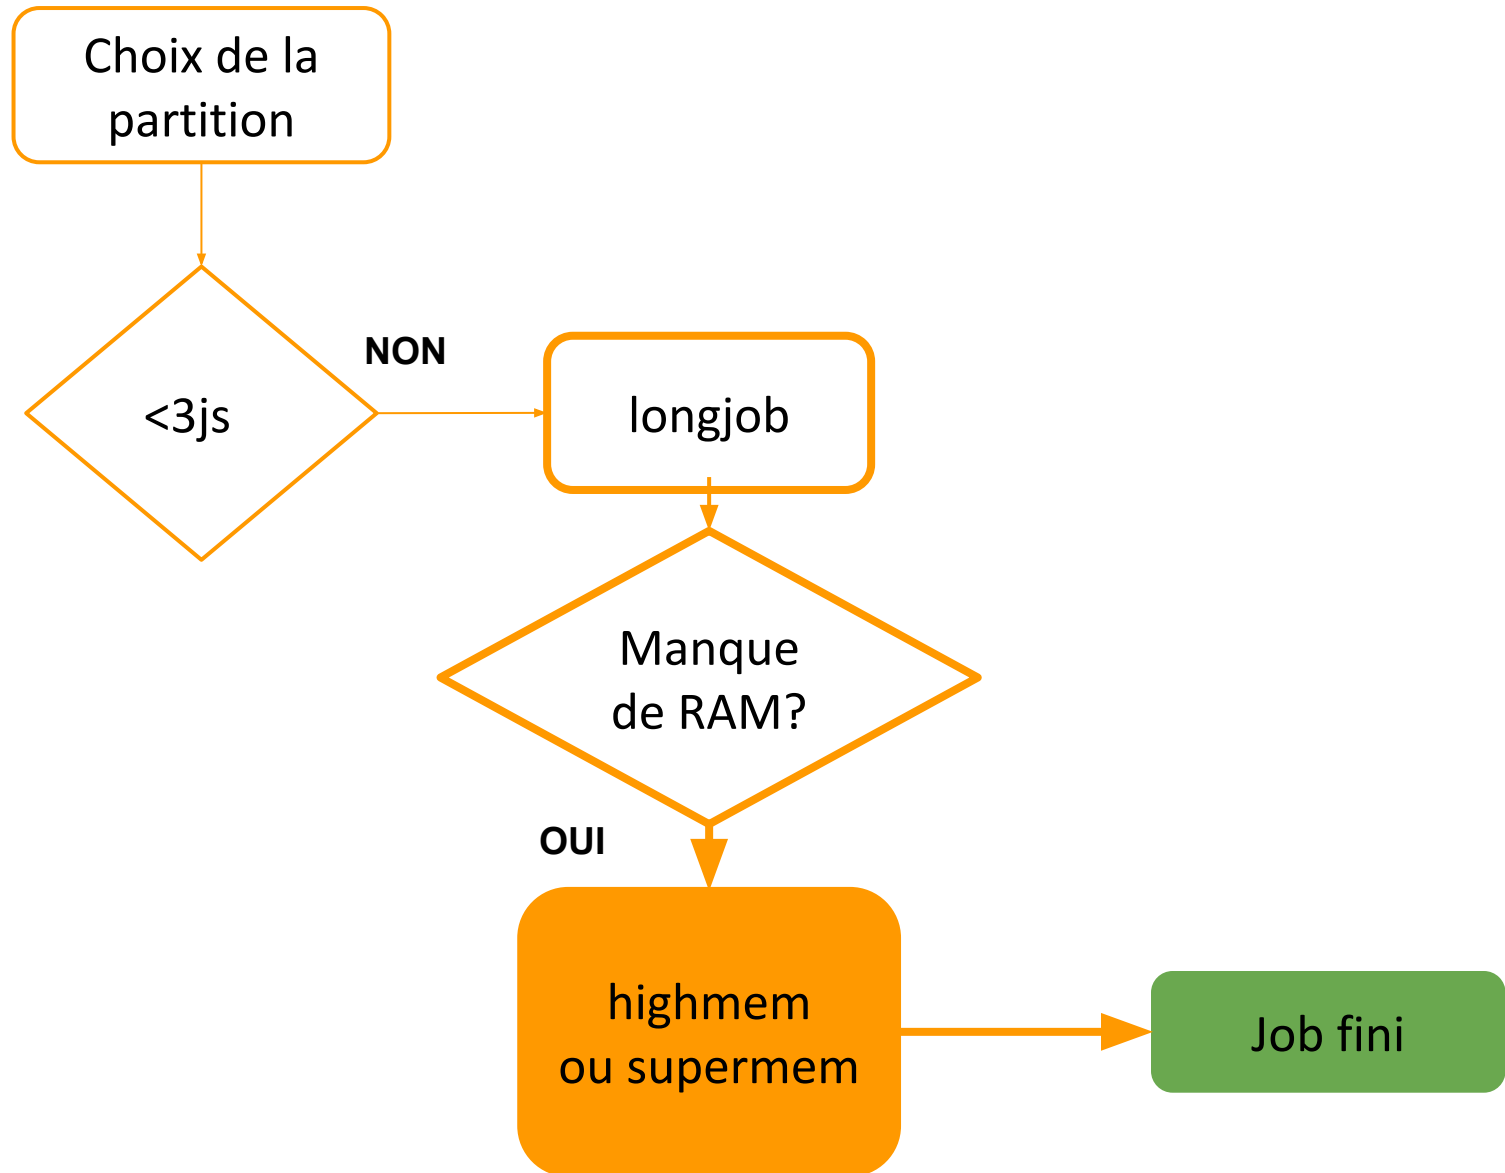 Choix de la
partition
<3js
NON
longjob
Manque
de RAM?
OUI
highmem
ou supermem
Job fini